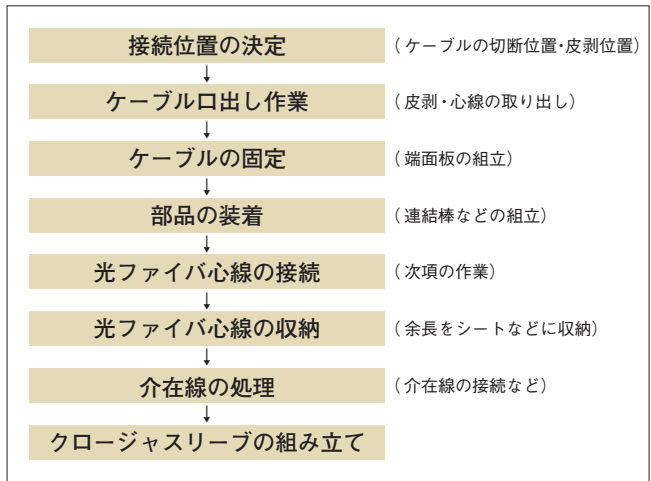 接続位置の決定 (ケーブルの切断位置・皮剥位置)
ケーブル口出し作業 (皮剥・心線の取り出し)
ケーブルの固定 (端面板の組立)
部品の装着 (連結棒などの組立)
光ファイバ心線の接続 (次項の作業)
光ファイバ心線の収納 (余長をシートなどに収納)
介在線の処理 (介在線の接続など)
クロージャスリーブの組み立て